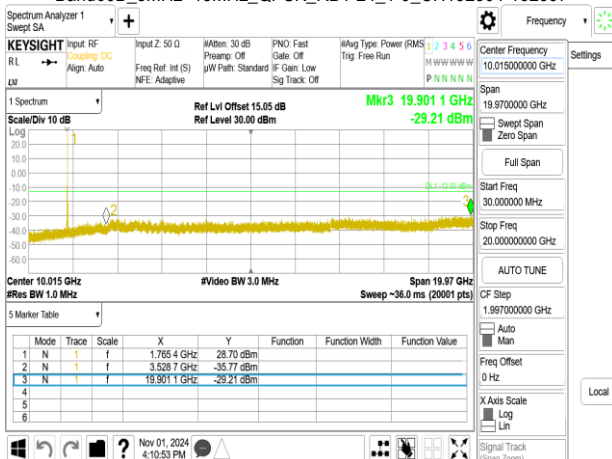 Spectrum Analyzer 1
Swept SA
Frequency
Settings
KEYSIGHT
RL
Input: RF
Coupling: DC
Align: Auto
Input Z: 50 Ω
Freq Ref: Int (S)
NFE: Adaptive
#Atten: 30 dB
Preamp: Off
µW Path: Standard
PNO: Fast
Gate: Off
IF Gain: Low
Sig Track: Off
#Avg Type: Power (RMS
Trig: Free Run
1 2 3 4 5 6
M W W W W W
P N N N N N
1 Spectrum
Scale/Div 10 dB
Log
Ref Lvl Offset 15.05 dB
Ref Level 30.00 dBm
Mkr3 19.901 1 GHz
-29.21 dBm
20.0
10.0
0.00
-10.0
-20.0
-30.0
-40.0
-50.0
-60.0
1
2
3
DL1 -13.00 dBm
Center 10.015 GHz
#Res BW 1.0 MHz
#Video BW 3.0 MHz
Span 19.97 GHz
Sweep ~36.0 ms (20001 pts)
5 Marker Table
Mode Trace Scale X Y Function Function Width Function Value
1 N 1 f 1.765 4 GHz 28.70 dBm
2 N 1 f 3.528 7 GHz -35.77 dBm
3 N 1 f 19.901 1 GHz -29.21 dBm
4
5
6
Nov 01, 2024
4:10:53 PM
Center Frequency
10.015000000 GHz
Span
19.9700000 GHz
Swept Span
Zero Span
Full Span
Start Freq
30.000000 MHz
Stop Freq
20.000000000 GHz
AUTO TUNE
CF Step
1.997000000 GHz
Auto
Man
Freq Offset
0 Hz
X Axis Scale
Log
Lin
Signal Track
(Span Zoom)
Local